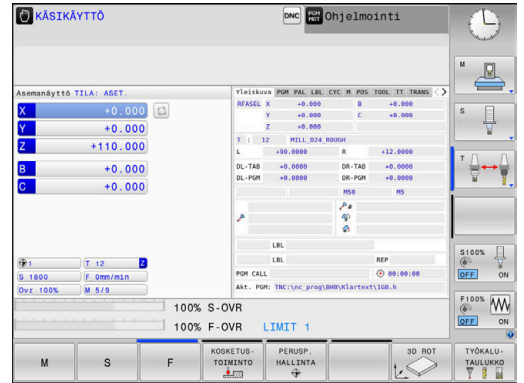 KÄSIKÄYTTÖ
DNC
PGM MGT
Ohjelmointi
Asemanäyttö TILA: ASET.
X +0.000
Y +0.000
Z +110.000
B +0.000
C +0.000
1
T 12 Z
S 1800 F 0mm/min
Ovr 100% M 5/9
Yleiskuva PGM PAL LBL CYC M POS TOOL TT TRANS
RFASEL X +0.000 B +0.000
Y +0.000 C +0.000
Z +0.000
T : 12 MILL_D24_ROUGH
L +90.0000 R +12.0000
DL-TAB +0.0000 DR-TAB +0.0000
DL-PGM +0.0000 DR-PGM +0.0000
M50 M5
P#
P
LBL
LBL REP
PGM CALL 00:00:00
Akt. PGM: TNC:\nc_prog\BHB\Klartext\1GB.h
100% S-OVR
100% F-OVR LIMIT 1
M
S
T
S100%
OFF ON
F100%
OFF ON
M
S
F
KOSKETUS-
TOIMINTO
PERUSP.
HALLINTA
3D ROT
TYÖKALU-
TAULUKKO